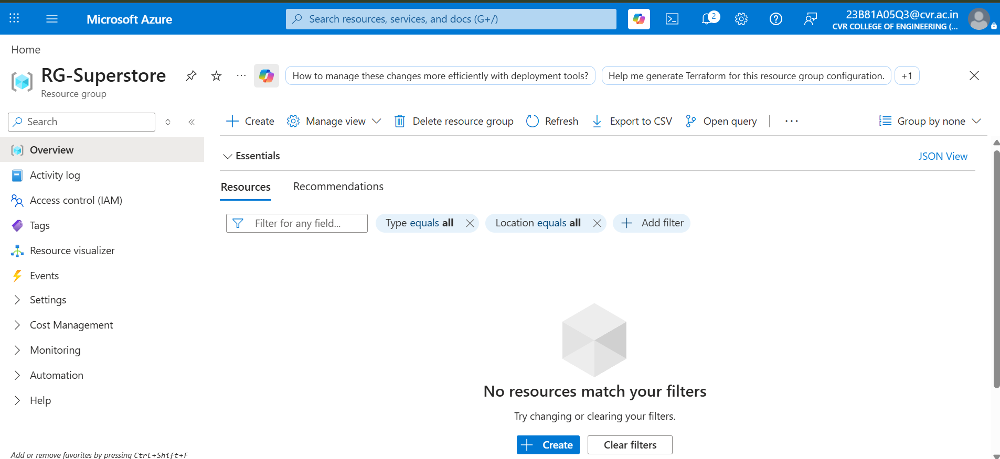 Microsoft Azure
Search resources, services, and docs (G+/)
2
23B81A05Q3@cvr.ac.in
CVR COLLEGE OF ENGINEERING (...
Home
RG-Superstore
Resource group
How to manage these changes more efficiently with deployment tools?
Help me generate Terraform for this resource group configuration.
+1
Search
Overview
Activity log
Access control (IAM)
Tags
Resource visualizer
Events
Settings
Cost Management
Monitoring
Automation
Help
Add or remove favorites by pressing Ctrl+Shift+F
Create
Manage view
Delete resource group
Refresh
Export to CSV
Open query
Group by none
Essentials
JSON View
Resources
Recommendations
Filter for any field...
Type equals all
Location equals all
Add filter
No resources match your filters
Try changing or clearing your filters.
Create
Clear filters